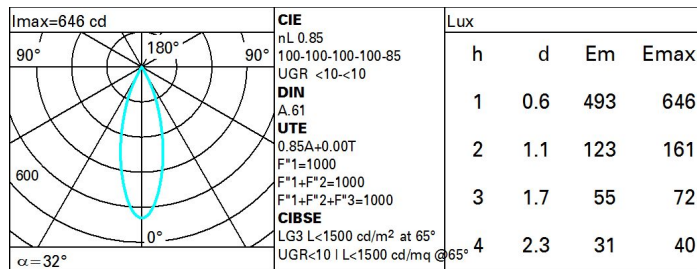 Imax=646 cd
90° 180° 90°
600
0°
α=32°
CIE
nL 0.85
100-100-100-100-85
UGR <10-<10
DIN
A.61
UTE
0.85A+0.00T
F"1=1000
F"1+F"2=1000
F"1+F"2+F"3=1000
CIBSE
LG3 L<1500 cd/m² at 65°
UGR<10 | L<1500 cd/mq @65°
Lux
h d Em Emax
1 0.6 493 646
2 1.1 123 161
3 1.7 55 72
4 2.3 31 40